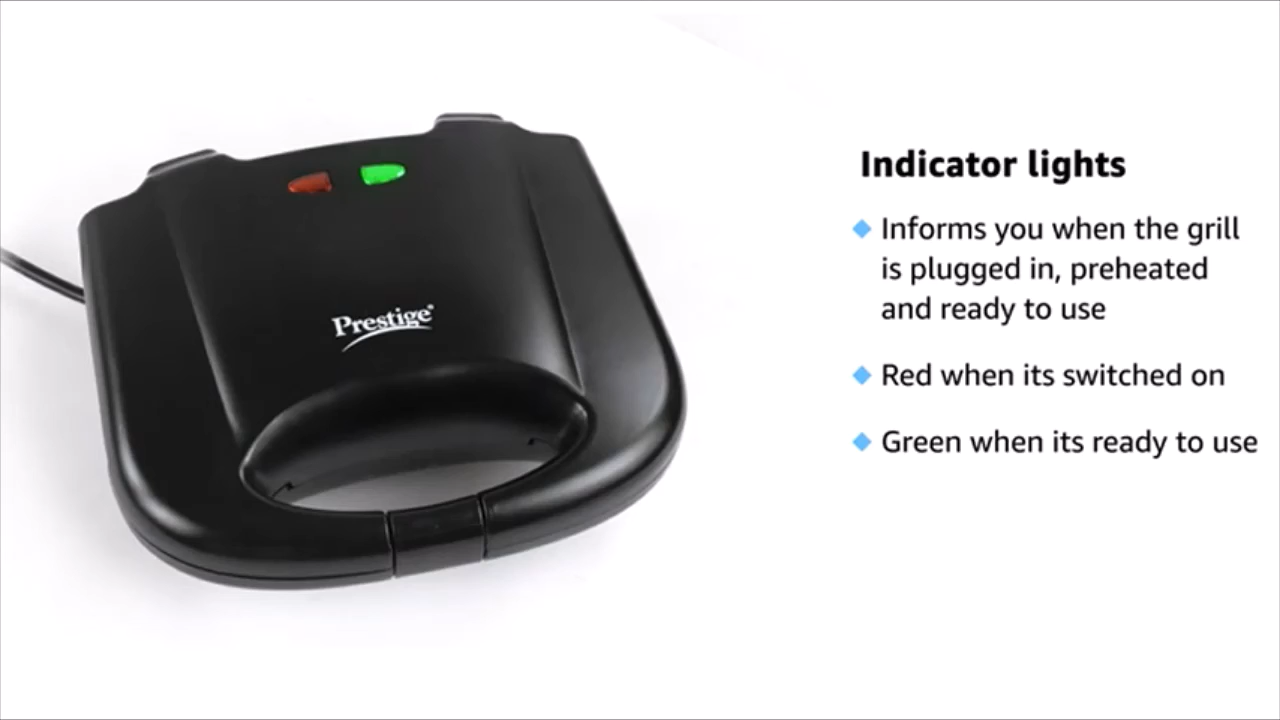 Prestige
Indicator lights
Informs you when the grill
is plugged in, preheated
and ready to use
Red when its switched on
Green when its ready to use